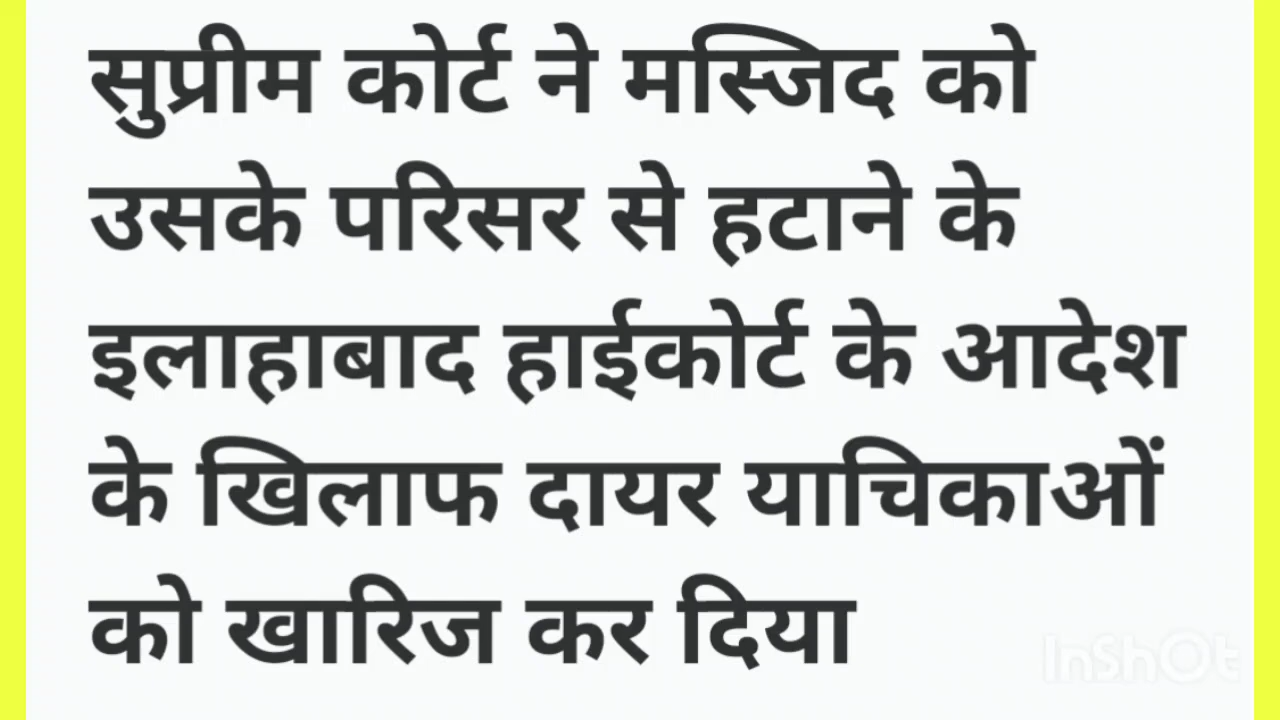 सुप्रीम कोर्ट ने मस्जिद को
उसके परिसर से हटाने के
इलाहाबाद हाईकोर्ट के आदेश
के खिलाफ दायर याचिकाओं
को खारिज कर दिया
InShOt